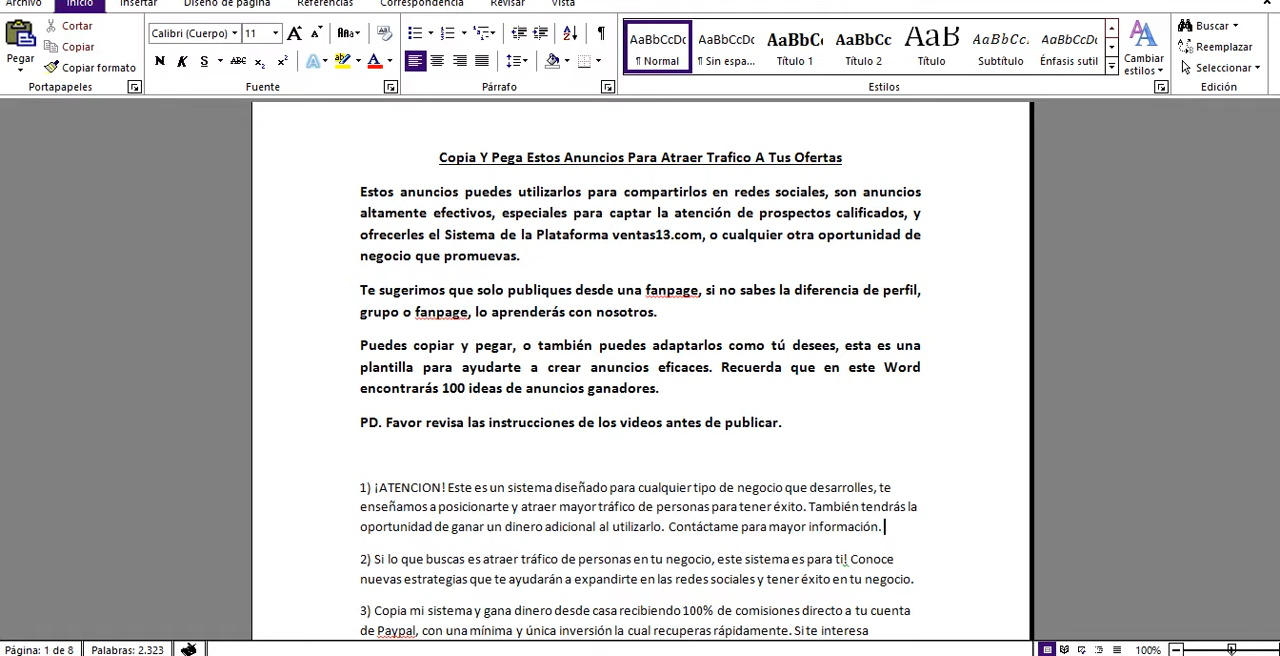 Archivo Inicio Insertar Diseño de página Referencias Correspondencia Revisar Vista
Pegar
Cortar
Copiar
Copiar formato
Portapapeles
Calibri (Cuerpo) 11
Fuente
Párrafo
AaBbCcDc AaBbCcDc AaBbC AaBbCc AaB AaBbCc. AaBbCcDc
¶ Normal ¶ Sin espa... Título 1 Título 2 Título Subtítulo Énfasis sutil
Estilos
Cambiar
estilos
Buscar
Reemplazar
Seleccionar
Edición
Copia Y Pega Estos Anuncios Para Atraer Trafico A Tus Ofertas
Estos anuncios puedes utilizarlos para compartirlos en redes sociales, son anuncios
altamente efectivos, especiales para captar la atención de prospectos calificados, y
ofrecerles el Sistema de la Plataforma ventas13.com, o cualquier otra oportunidad de
negocio que promuevas.
Te sugerimos que solo publiques desde una fanpage, si no sabes la diferencia de perfil,
grupo o fanpage, lo aprenderás con nosotros.
Puedes copiar y pegar, o también puedes adaptarlos como tú desees, esta es una
plantilla para ayudarte a crear anuncios eficaces. Recuerda que en este Word
encontrarás 100 ideas de anuncios ganadores.
PD. Favor revisa las instrucciones de los videos antes de publicar.
1) ¡ATENCION! Este es un sistema diseñado para cualquier tipo de negocio que desarrolles, te
enseñamos a posicionarte y atraer mayor tráfico de personas para tener éxito. También tendrás la
oportunidad de ganar un dinero adicional al utilizarlo. Contáctame para mayor información.
2) Si lo que buscas es atraer tráfico de personas en tu negocio, este sistema es para ti! Conoce
nuevas estrategias que te ayudarán a expandirte en las redes sociales y tener éxito en tu negocio.
3) Copia mi sistema y gana dinero desde casa recibiendo 100% de comisiones directo a tu cuenta
de Paypal, con una mínima y única inversión la cual recuperas rápidamente. Si te interesa
Página: 1 de 8 Palabras: 2.323 100%